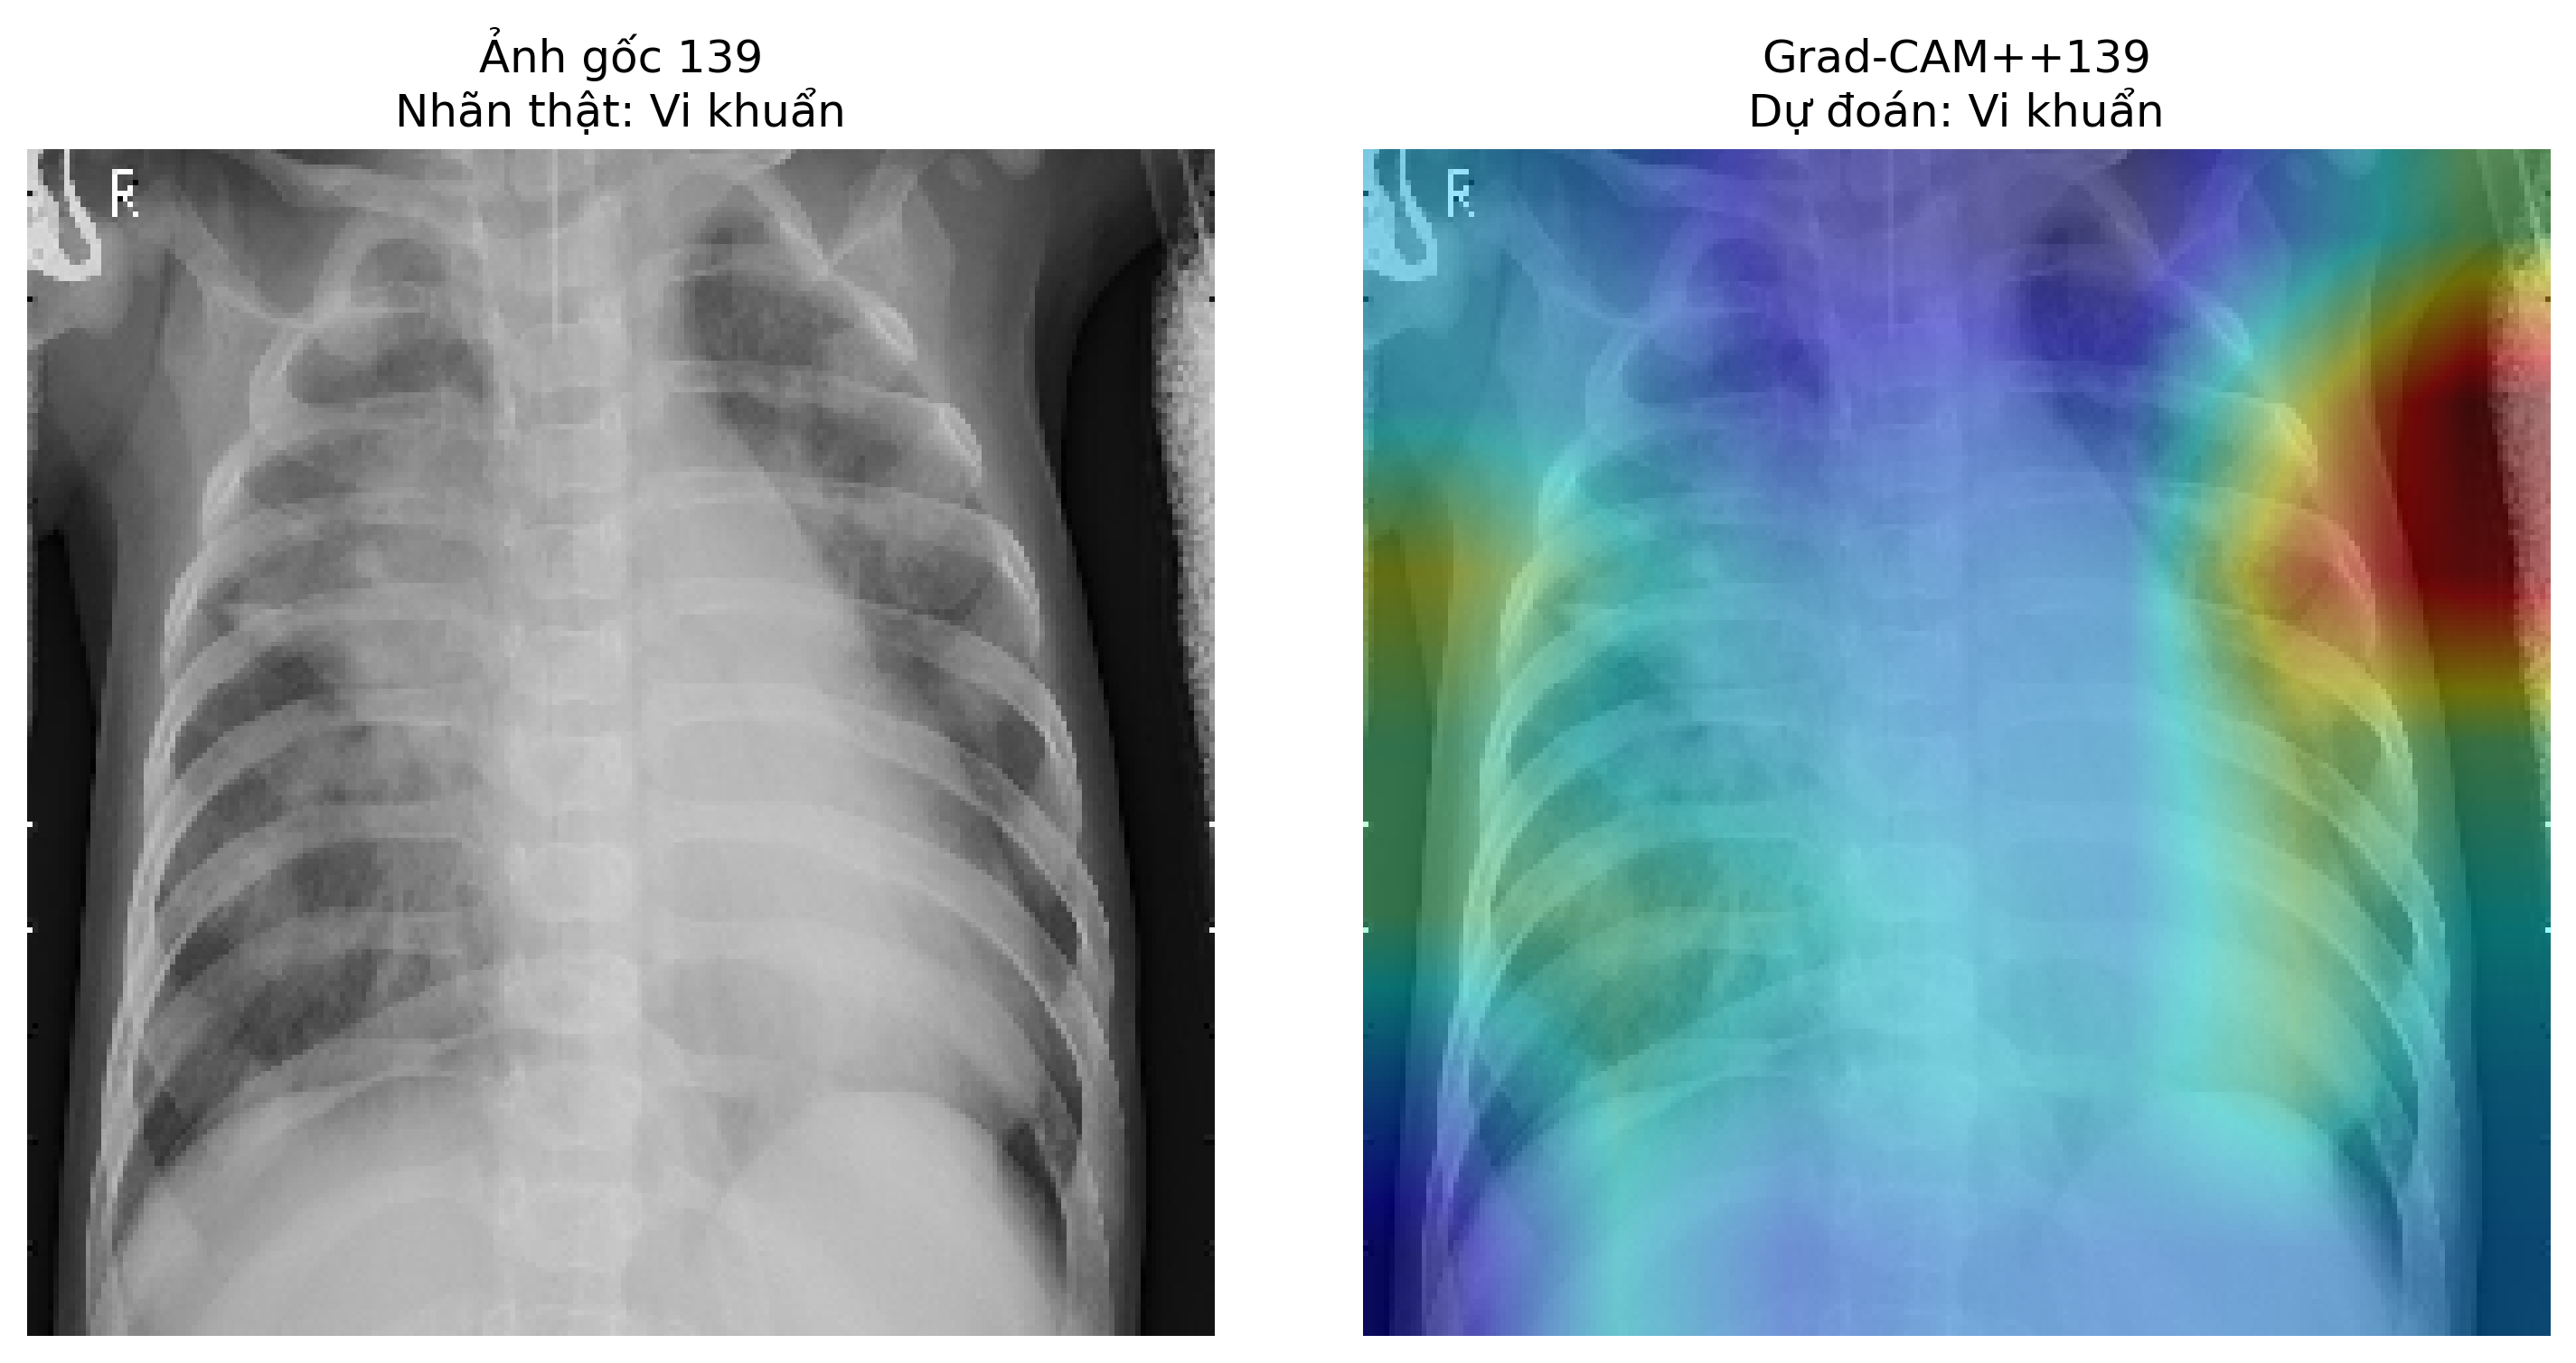 Ảnh gốc 139
Nhãn thật: Vi khuẩn
Grad-CAM++139
Dự đoán: Vi khuẩn
R
R